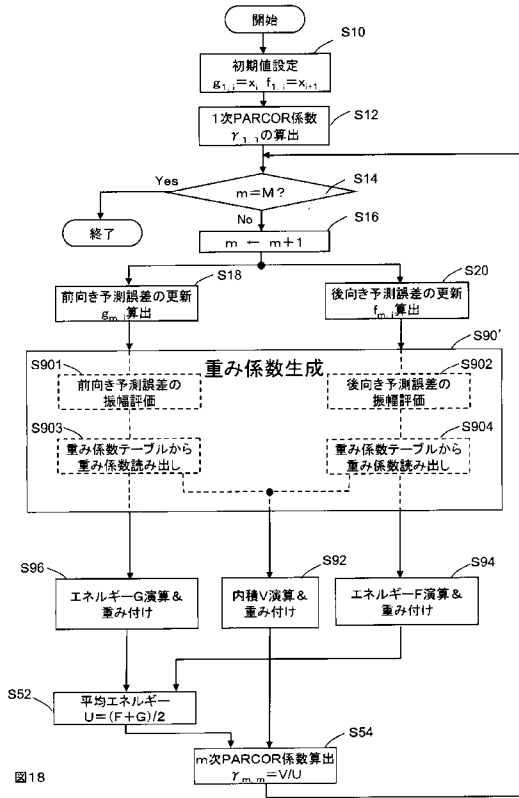 開始
S10
初期値設定
g1,i=xi f1,i=xi+1
S12
1次PARCOR係数
γ1,1の算出
S14
Yes
m=M?
終了
No
S16
m ← m+1
S18
前向き予測誤差の更新
gm,i算出
S20
後向き予測誤差の更新
fm,i算出
S90'
重み係数生成
S901
前向き予測誤差の
振幅評価
S902
後向き予測誤差の
振幅評価
S903
重み係数テーブルから
重み係数読み出し
S904
重み係数テーブルから
重み係数読み出し
S96
エネルギーG演算&
重み付け
S92
内積V演算&
重み付け
S94
エネルギーF演算&
重み付け
S52
平均エネルギー
U=(F+G)/2
S54
m次PARCOR係数算出
γm,m=V/U
図18